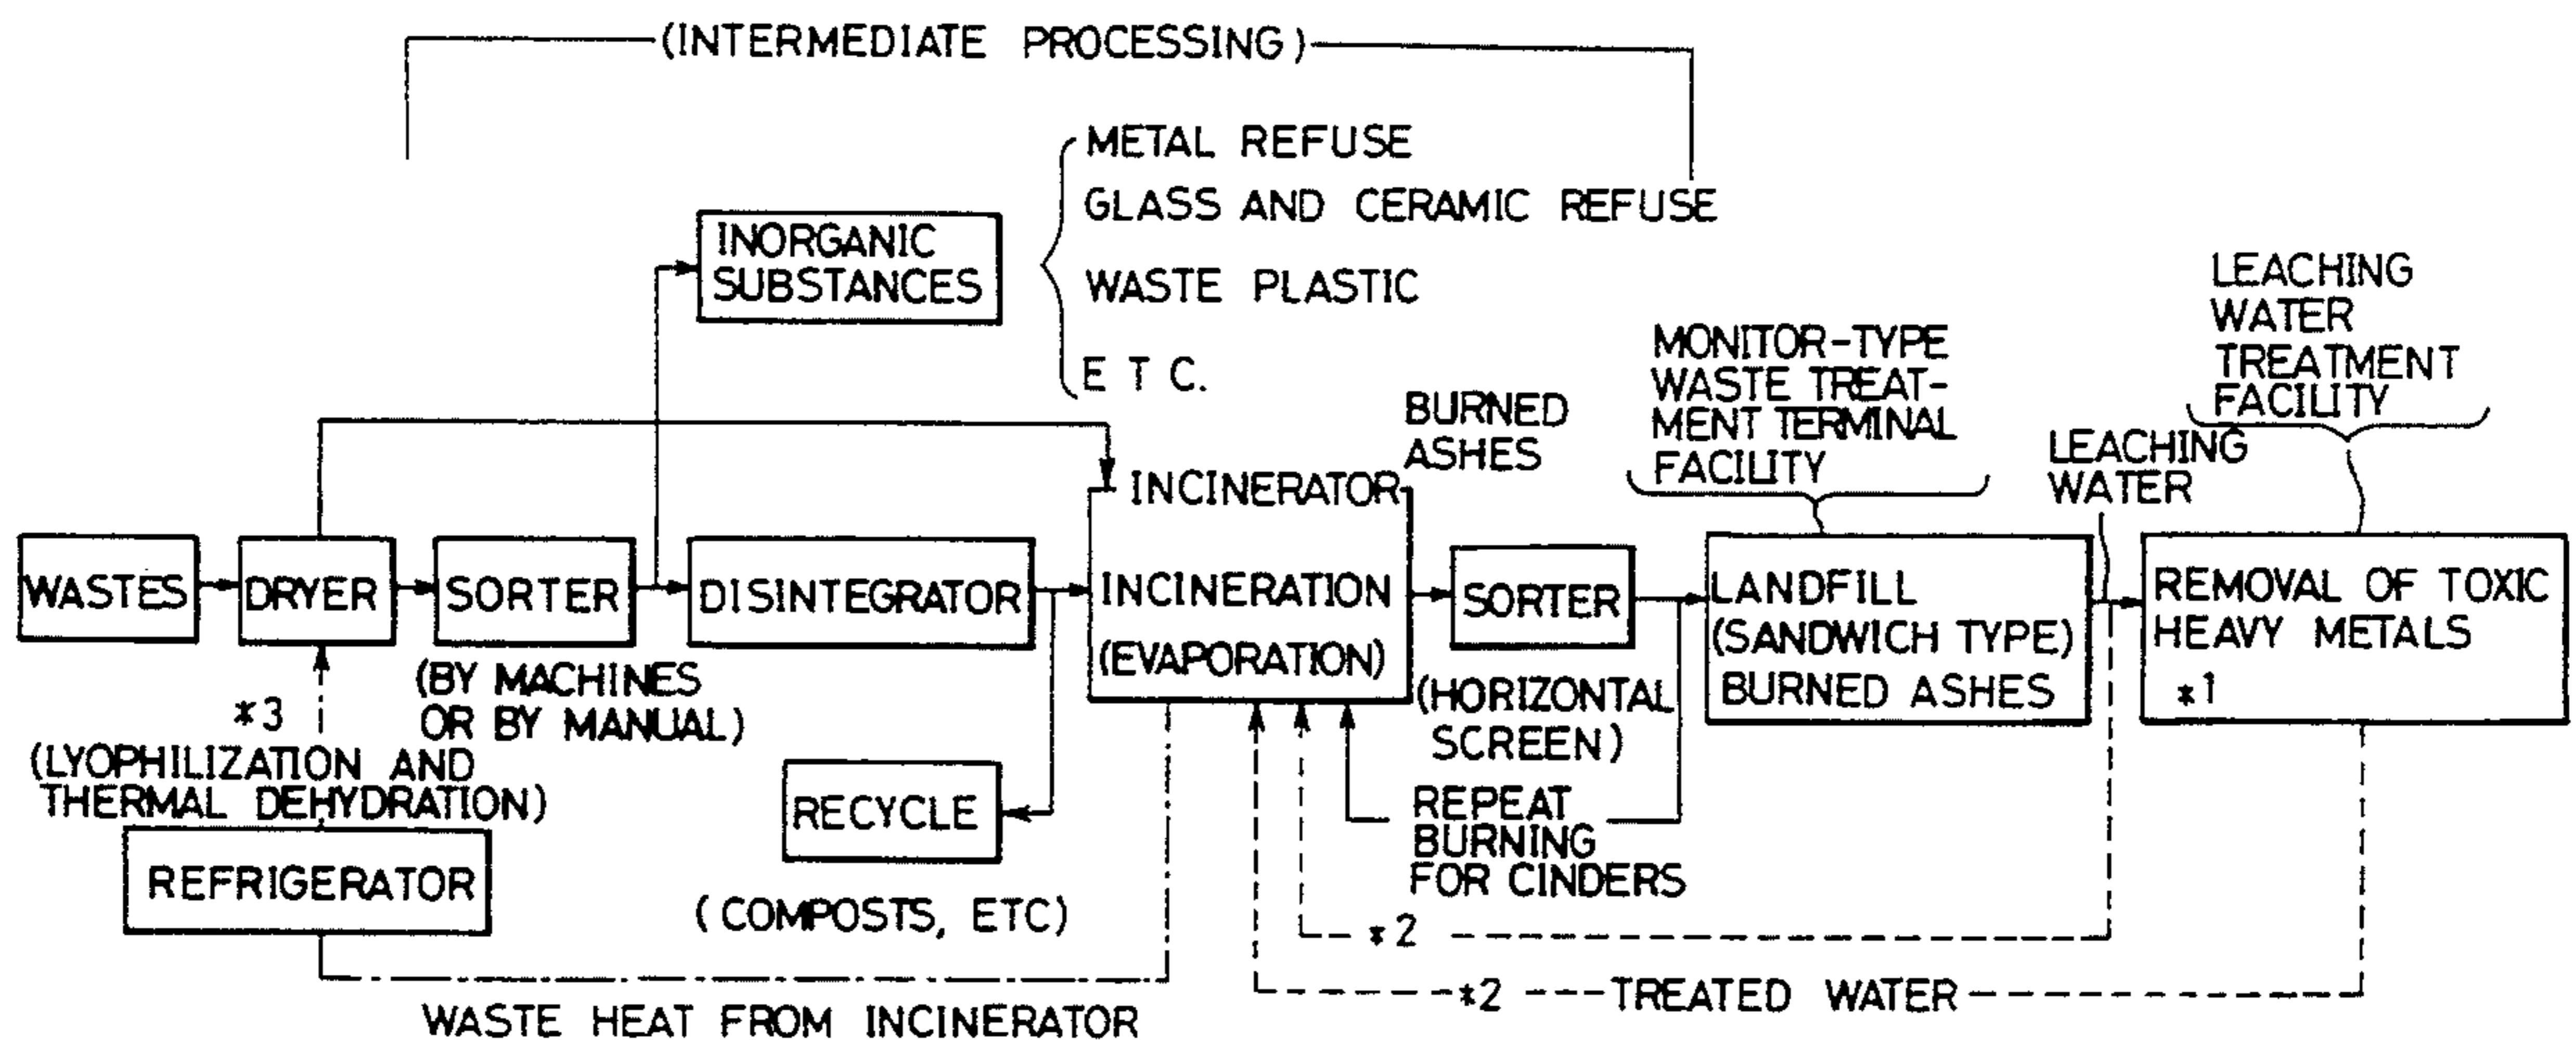 (INTERMEDIATE PROCESSING)
METAL REFUSE
GLASS AND CERAMIC REFUSE
WASTE PLASTIC
ETC.
INORGANIC
SUBSTANCES
LEACHING
WATER
TREATMENT
FACILITY
MONITOR-TYPE
WASTE TREAT-
MENT TERMINAL
FACILITY
LEACHING
WATER
BURNED
ASHES
WASTES
DRYER
SORTER
(BY MACHINES
OR BY MANUAL)
DISINTEGRATOR
INCINERATOR
INCINERATION
(EVAPORATION)
SORTER
(HORIZONTAL
SCREEN)
LANDFILL
(SANDWICH TYPE)
BURNED ASHES
REMOVAL OF TOXIC
HEAVY METALS
*1
*3
(LYOPHILIZATION AND
THERMAL DEHYDRATION)
REFRIGERATOR
RECYCLE
(COMPOSTS, ETC)
REPEAT
BURNING
FOR CINDERS
*2
*2
TREATED WATER
WASTE HEAT FROM INCINERATOR